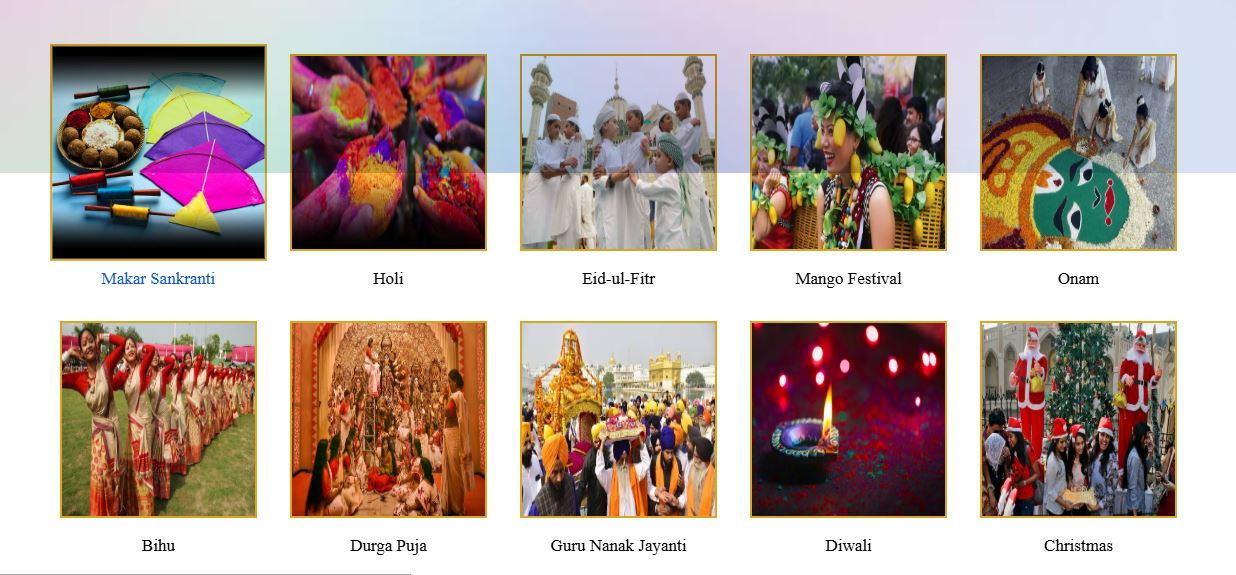 Makar Sankranti
Holi
Eid-ul-Fitr
Mango Festival
Onam
Bihu
Durga Puja
Guru Nanak Jayanti
Diwali
Christmas